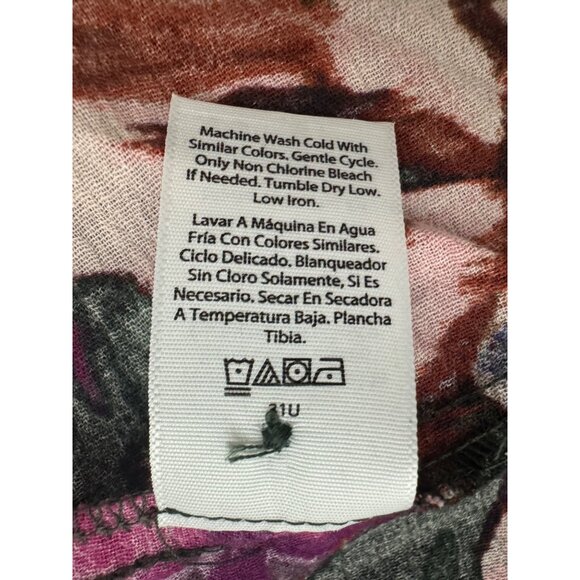 Machine Wash Cold With
Similar Colors. Gentle Cycle.
Only Non Chlorine Bleach
If Needed. Tumble Dry Low.
Low Iron.
Lavar A Máquina En Agua
Fría Con Colores Similares.
Ciclo Delicado. Blanqueador
Sin Cloro Solamente, Si Es
Necesario. Secar En Secadora
A Temperatura Baja. Plancha
Tibia.